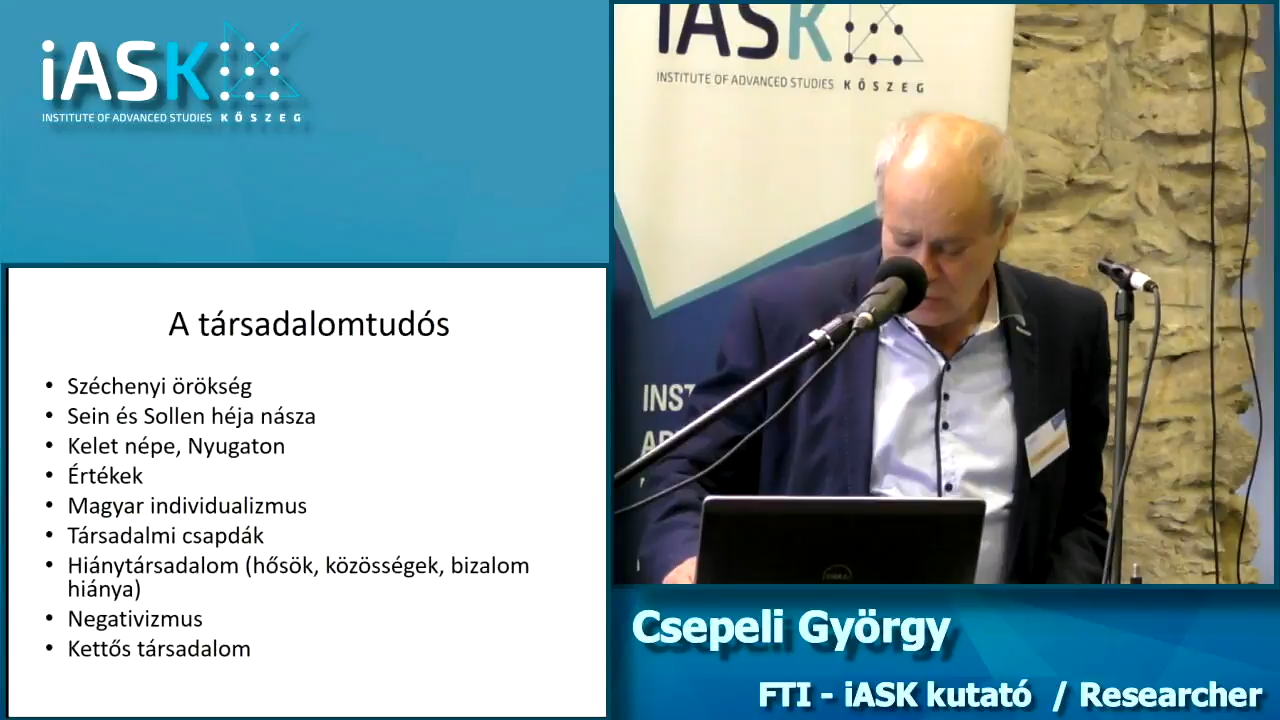 iASK
INSTITUTE OF ADVANCED STUDIES KŐSZEG
A társadalomtudós
• Széchenyi örökség
• Sein és Sollen héja násza
• Kelet népe, Nyugaton
• Értékek
• Magyar individualizmus
• Társadalmi csapdák
• Hiánytársadalom (hősök, közösségek, bizalom
hiánya)
• Negativizmus
• Kettős társadalom
iASK
INSTITUTE OF ADVANCED STUDIES KŐSZEG
DELL
Csepeli György
FTI - iASK kutató / Researcher